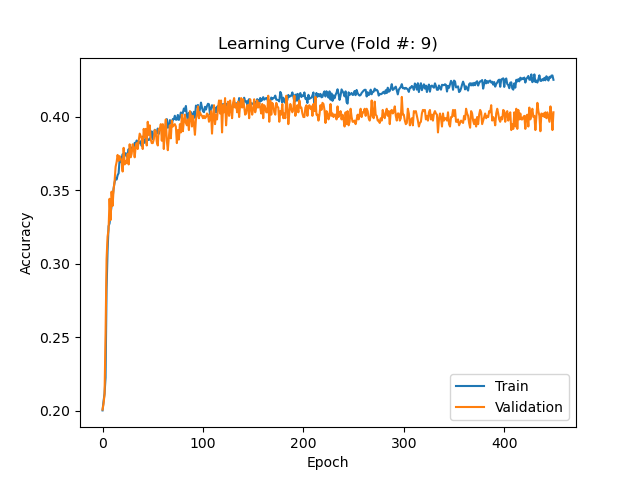 Learning Curve (Fold #: 9)
Accuracy
0.40
0.35
0.30
0.25
0.20
0 100 200 300 400
Epoch
Train
Validation